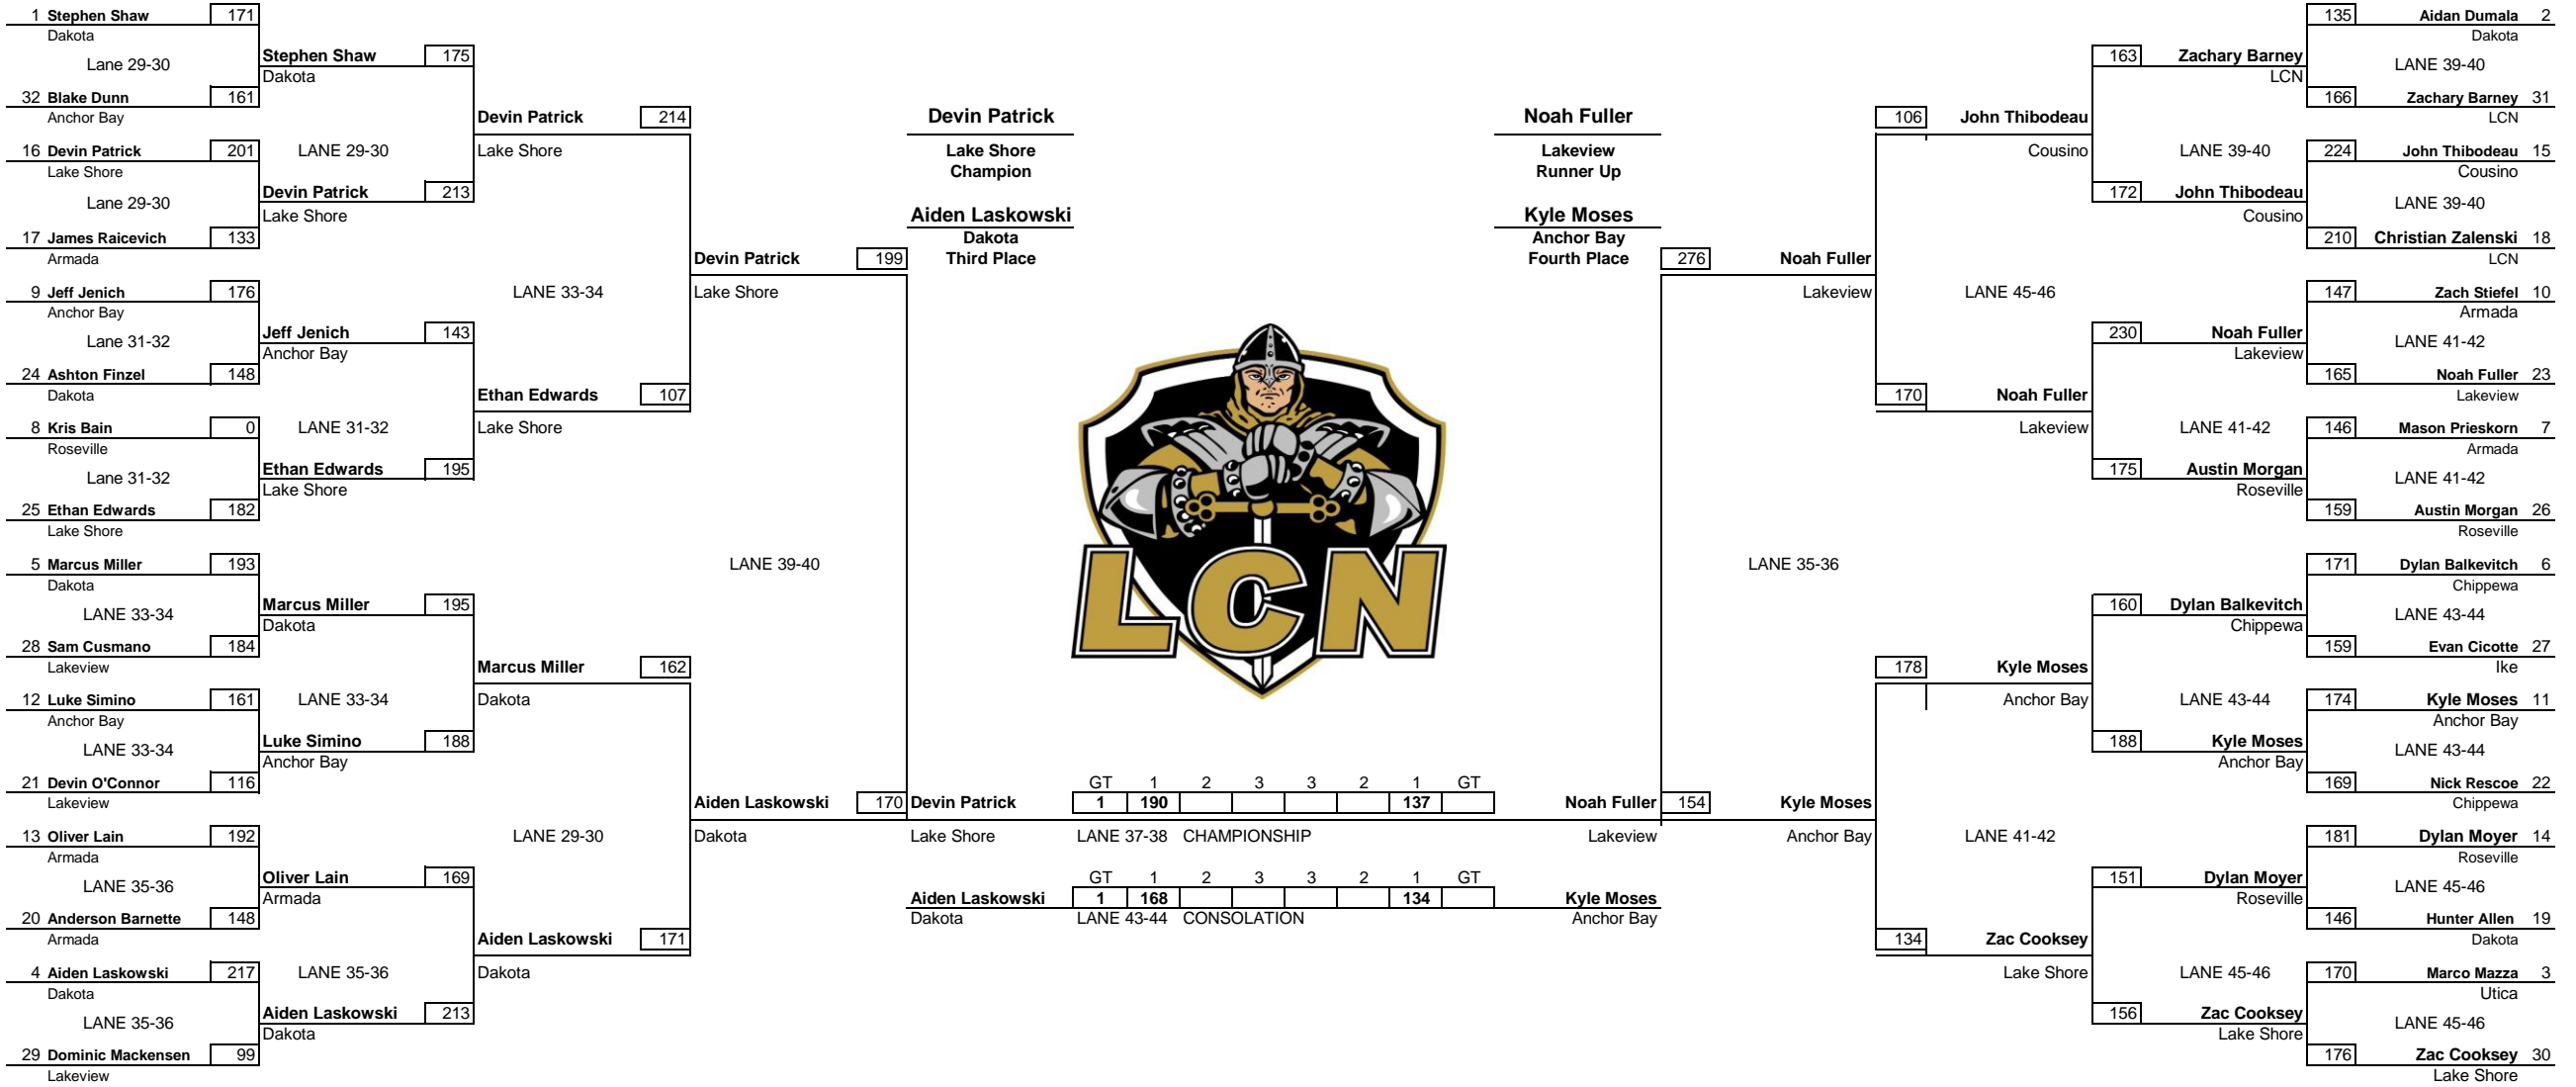 1 Stephen Shaw 171
Dakota
Lane 29-30
32 Blake Dunn 161
Anchor Bay
16 Devin Patrick 201
Lake Shore
Lane 29-30
17 James Raicevich 133
Armada
9 Jeff Jenich 176
Anchor Bay
Lane 31-32
24 Ashton Finzel 148
Dakota
8 Kris Bain 0
Roseville
Lane 31-32
25 Ethan Edwards 182
Lake Shore
5 Marcus Miller 193
Dakota
LANE 33-34
28 Sam Cusmano 184
Lakeview
12 Luke Simino 161
Anchor Bay
LANE 33-34
21 Devin O'Connor 116
Lakeview
13 Oliver Lain 192
Armada
LANE 35-36
20 Anderson Barnette 148
Armada
4 Aiden Laskowski 217
Dakota
LANE 35-36
29 Dominic Mackensen 99
Lakeview
Stephen Shaw 175
Dakota
LANE 29-30
Devin Patrick 213
Lake Shore
Jeff Jenich 143
Anchor Bay
LANE 31-32
Ethan Edwards 195
Lake Shore
Marcus Miller 195
Dakota
LANE 33-34
Luke Simino 188
Anchor Bay
Oliver Lain 169
Armada
LANE 35-36
Aiden Laskowski 213
Dakota
Devin Patrick 214
Lake Shore
LANE 33-34
Ethan Edwards 107
Lake Shore
Marcus Miller 162
Dakota
LANE 29-30
Aiden Laskowski 171
Dakota
Devin Patrick 199
Lake Shore
LANE 39-40
Aiden Laskowski 170
Dakota
Devin Patrick
Lake Shore
Champion
Aiden Laskowski
Dakota
Third Place
Noah Fuller
Lakeview
Runner Up
Kyle Moses
Anchor Bay
Fourth Place
LCN
GT 1 2 3 3 2 1 GT
Devin Patrick 1 190 137 Noah Fuller
Lake Shore LANE 37-38 CHAMPIONSHIP Lakeview
GT 1 2 3 3 2 1 GT
Aiden Laskowski 1 168 134 Kyle Moses
Dakota LANE 43-44 CONSOLATION Anchor Bay
276 Noah Fuller
Lakeview
LANE 35-36
154 Kyle Moses
Anchor Bay
106 John Thibodeau
Cousino
LANE 45-46
170 Noah Fuller
Lakeview
178 Kyle Moses
Anchor Bay
LANE 41-42
134 Zac Cooksey
Lake Shore
163 Zachary Barney
LCN
LANE 39-40
172 John Thibodeau
Cousino
230 Noah Fuller
Lakeview
LANE 41-42
175 Austin Morgan
Roseville
160 Dylan Balkevitch
Chippewa
LANE 43-44
188 Kyle Moses
Anchor Bay
151 Dylan Moyer
Roseville
LANE 45-46
156 Zac Cooksey
Lake Shore
135 Aidan Dumala 2
Dakota
LANE 39-40
166 Zachary Barney 31
LCN
224 John Thibodeau 15
Cousino
LANE 39-40
210 Christian Zalenski 18
LCN
147 Zach Stiefel 10
Armada
LANE 41-42
165 Noah Fuller 23
Lakeview
146 Mason Prieskorn 7
Armada
LANE 41-42
159 Austin Morgan 26
Roseville
171 Dylan Balkevitch 6
Chippewa
LANE 43-44
159 Evan Cicotte 27
Ike
174 Kyle Moses 11
Anchor Bay
LANE 43-44
169 Nick Rescoe 22
Chippewa
181 Dylan Moyer 14
Roseville
LANE 45-46
146 Hunter Allen 19
Dakota
170 Marco Mazza 3
Utica
LANE 45-46
176 Zac Cooksey 30
Lake Shore